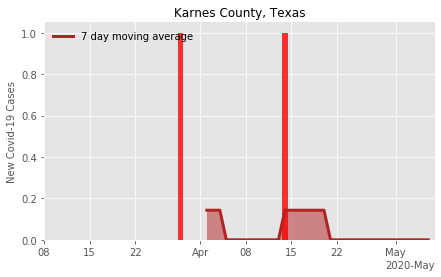 Karnes County, Texas
7 day moving average
New Covid-19 Cases
1.0
0.8
0.6
0.4
0.2
0.0
08 15 22 Apr 08 15 22 May
2020-May